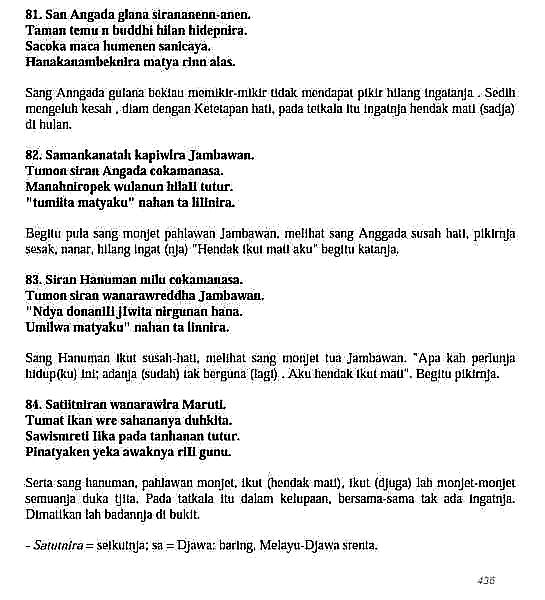 81. San Angada glana sirananenn-anen.
Taman temu n buddhi hilan hidepnira.
Sacoka maca humenen sanicaya.
Hanakanambeknira matya rinn alas.
Sang Anngada gulana bekiau memikir-mikir tidak mendapat pikir hilang ingatanja . Sedih
mengeluh kesah , diam dengan Ketetapan hati, pada tetkala itu ingatnja hendak mati (sadja)
di hulan.
82. Samankanatah kapiwira Jambawan.
Tumon siran Angada cokamanasa.
Manahniropek wulanun hilali tutur.
"tumlita matyaku" nahan ta lilinira.
Begitu pula sang monjet pahlawan Jambawan, melihat sang Anggada susah hati, pikirnja
sesak, nanar, hilang ingat (nja) "Hendak ikut mati aku" begitu katanja.
83. Siran Hanuman milu cokamanasa.
Tumon siran wanarawreddha Jambawan.
"Ndya donanili jIwita nirgunan hana.
Umilwa matyaku" nahan ta linnira.
Sang Hanuman ikut susah-hati, melihat sang monjet tua Jambawan. "Apa kah perlunja
hidup(ku) ini; adanja (sudah) tak berguna (lagi) . Aku hendak ikut mati". Begitu pikirnja.
84. Satiitniran wanarawira Maruti.
Tumat ikan wre sahananya duhkita.
Sawismreti lika pada tanhanan tutur.
Pinatyaken yeka awaknya rili gunu.
Serta sang hanuman, pahlawan monjet, ikut (hendak mati), ikut (djuga) lah monjet-monjet
semuanja duka tjita. Pada tatkala itu dalam kelupaan, bersama-sama tak ada ingatnja.
Dimatikan lah badannja di bukit.
- Satutnira = seikutnja; sa = Djawa: baring, Melayu-Djawa srenta.
436